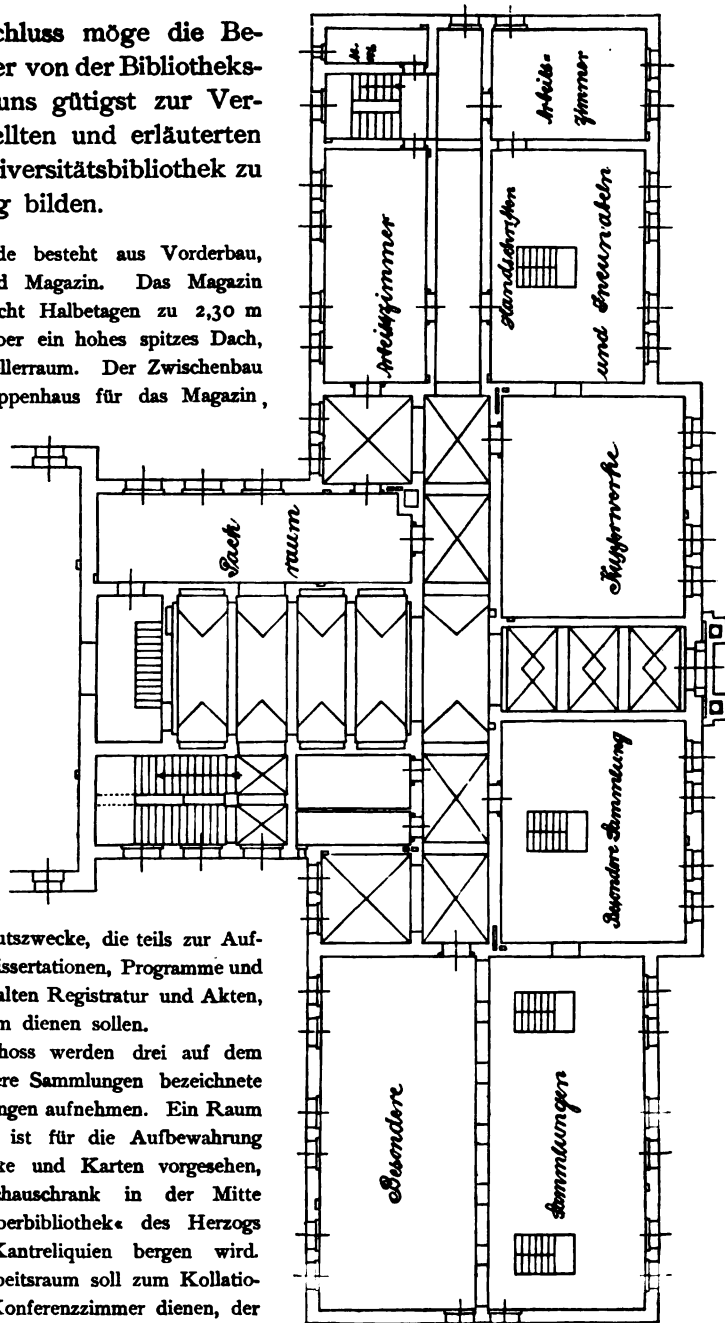 chluss möge die Be-
er von der Bibliotheks-
uns gütigst zur Ver-
ellten und erläuterten
iversitätsbibliothek zu
g bilden.
de besteht aus Vorderbau,
d Magazin. Das Magazin
cht Halbetagen zu 2,30 m
ber ein hohes spitzes Dach,
llerraum. Der Zwischenbau
ppenhaus für das Magazin,
Arbeits-
zimmer
Arbeitszimmer
Handschriften
und Inkunabeln
Pack
raum
Kupferwerke
Besondere Sammlung
utszwecke, die teils zur Auf-
issertationen, Programme und
alten Registratur und Akten,
m dienen sollen.
hoss werden drei auf dem
ere Sammlungen bezeichnete
ngen aufnehmen. Ein Raum
ist für die Aufbewahrung
ke und Karten vorgesehen,
chauschrank in der Mitte
berbibliothek« des Herzogs
Kantreliquien bergen wird.
beitsraum soll zum Kollatio-
Konferenzzimmer dienen, der
Besondere
Sammlungen